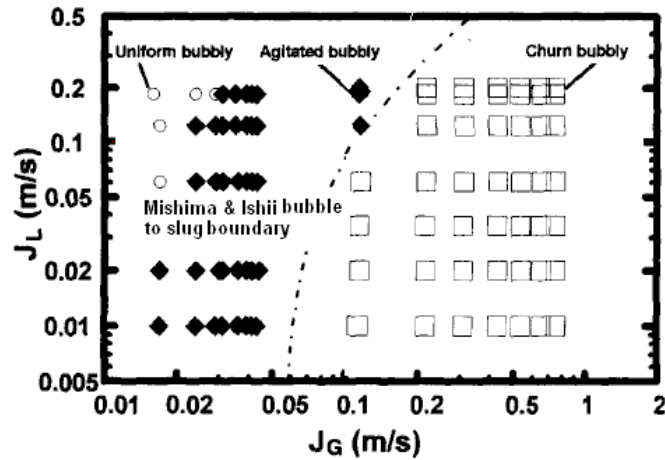 0.5
Uniform bubbly
Agitated bubbly
Churn bubbly
0.2
0.1
0.05
Mishima & Ishii bubble
to slug boundary
0.02
0.01
0.005
J_L (m/s)
0.01 0.02 0.05 0.1 0.2 0.5 1 2
J_G (m/s)